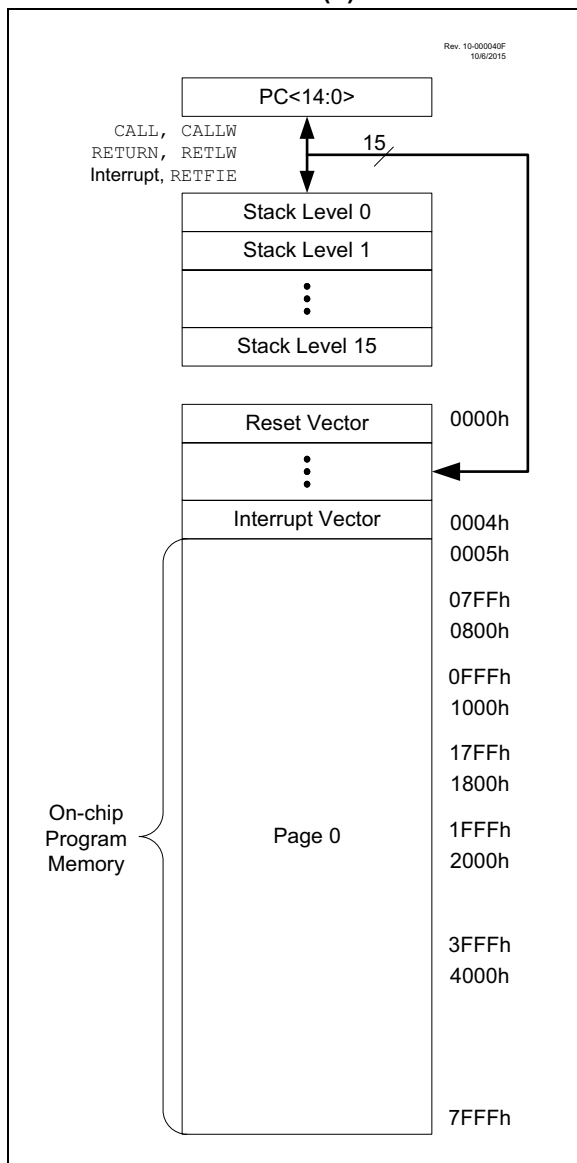 Rev. 10-000040F
10/6/2015
PC<14:0>
CALL, CALLW
RETURN, RETLW
Interrupt, RETFIE
15
Stack Level 0
Stack Level 1
Stack Level 15
Reset Vector
0000h
Interrupt Vector
0004h
0005h
07FFh
0800h
0FFFh
1000h
17FFh
1800h
On-chip
Program
Memory
Page 0
1FFFh
2000h
3FFFh
4000h
7FFFh